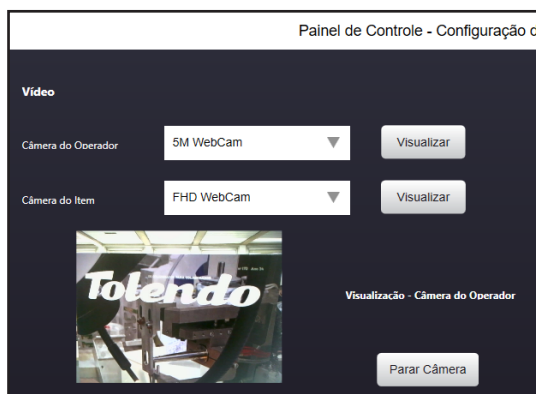 Painel de Controle - Configuração d
Vídeo
Câmera do Operador
5M WebCam
Visualizar
Câmera do Item
FHD WebCam
Visualizar
Tolendo
Visualização - Câmera do Operador
Parar Câmera